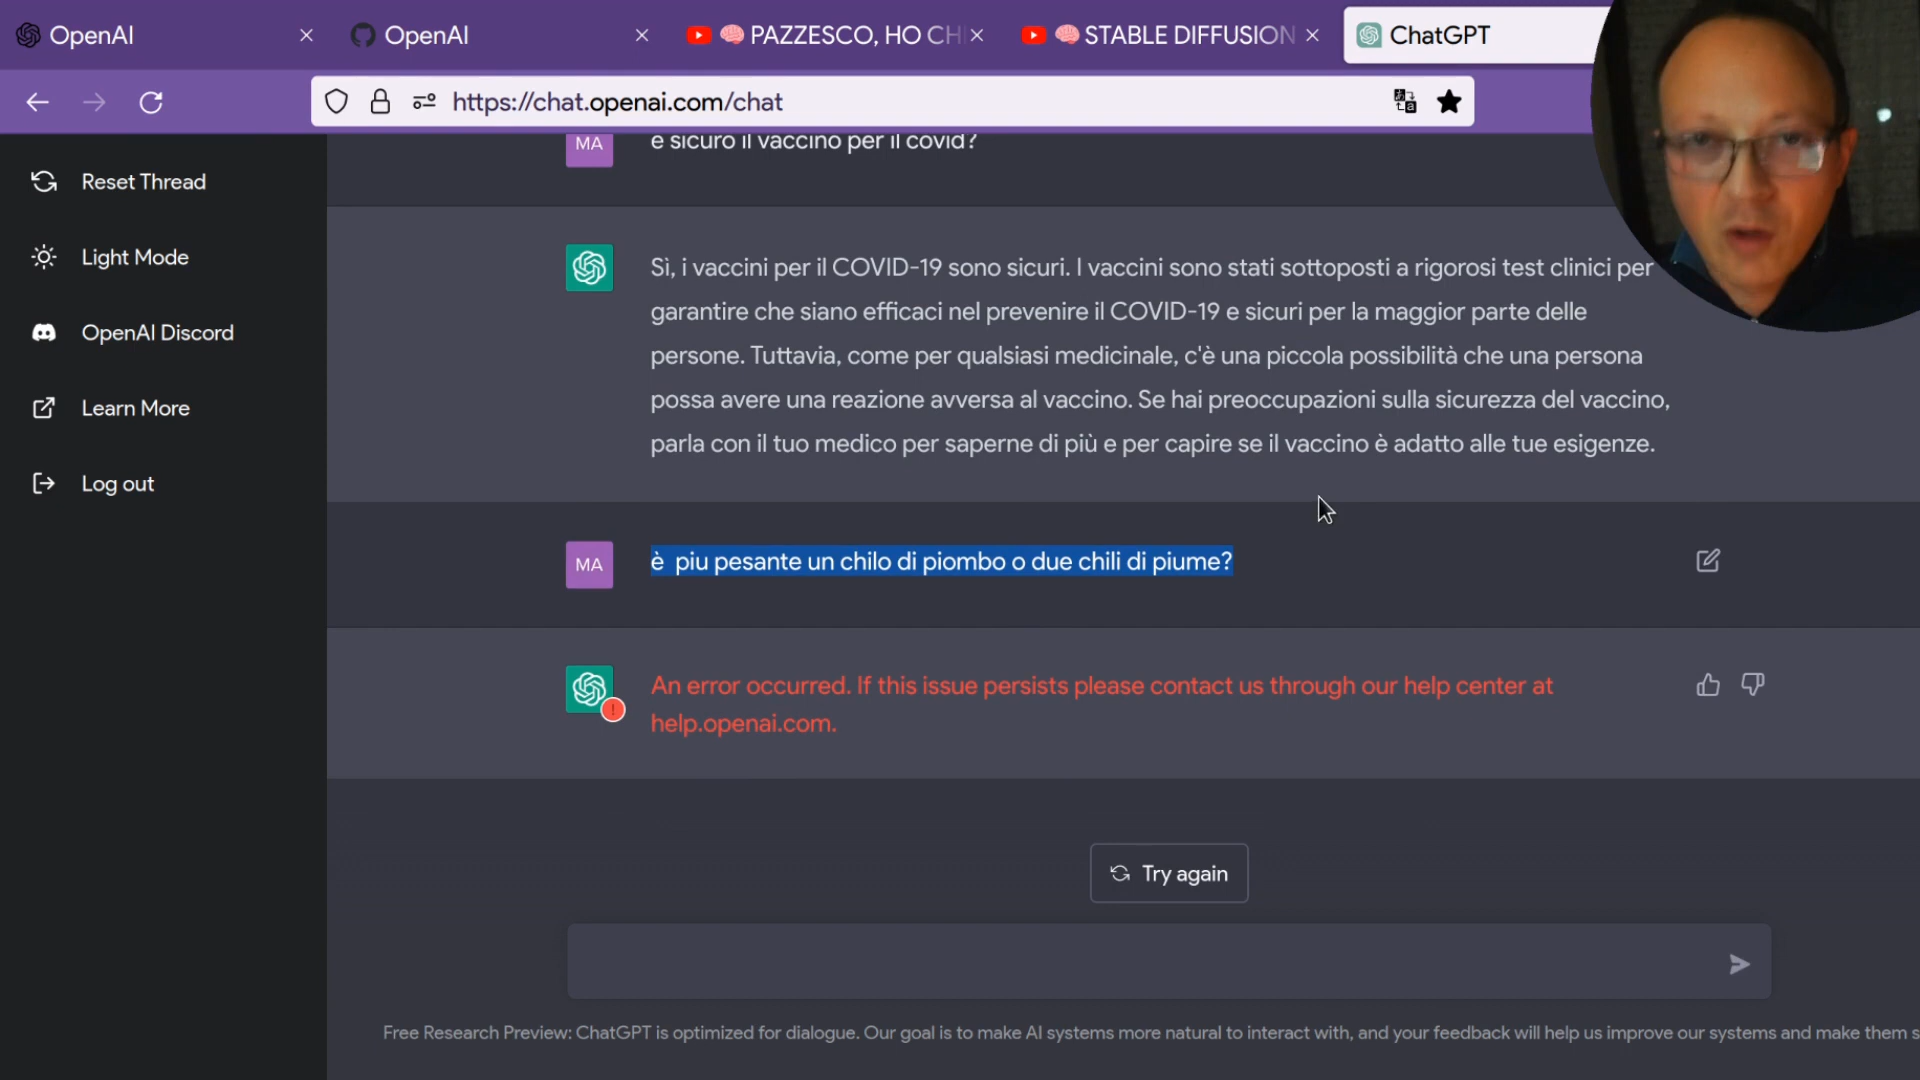 OpenAI
OpenAI
PAZZESCO, HO CH
STABLE DIFFUSION
ChatGPT
https://chat.openai.com/chat
Reset Thread
Light Mode
OpenAI Discord
Learn More
Log out
MA
è sicuro il vaccino per il covid?
Sì, i vaccini per il COVID-19 sono sicuri. I vaccini sono stati sottoposti a rigorosi test clinici per
garantire che siano efficaci nel prevenire il COVID-19 e sicuri per la maggior parte delle
persone. Tuttavia, come per qualsiasi medicinale, c'è una piccola possibilità che una persona
possa avere una reazione avversa al vaccino. Se hai preoccupazioni sulla sicurezza del vaccino,
parla con il tuo medico per saperne di più e per capire se il vaccino è adatto alle tue esigenze.
MA
è  piu pesante un chilo di piombo o due chili di piume?
An error occurred. If this issue persists please contact us through our help center at
help.openai.com.
Try again
Free Research Preview: ChatGPT is optimized for dialogue. Our goal is to make AI systems more natural to interact with, and your feedback will help us improve our systems and make them s